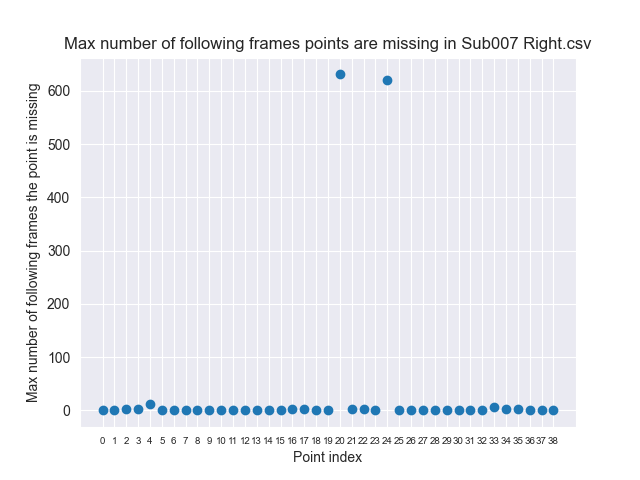 Max number of following frames points are missing in Sub007 Right.csv
Max number of following frames the point is missing
600
500
400
300
200
100
0
0 1 2 3 4 5 6 7 8 9 10 11 12 13 14 15 16 17 18 19 20 21 22 23 24 25 26 27 28 29 30 31 32 33 34 35 36 37 38
Point index